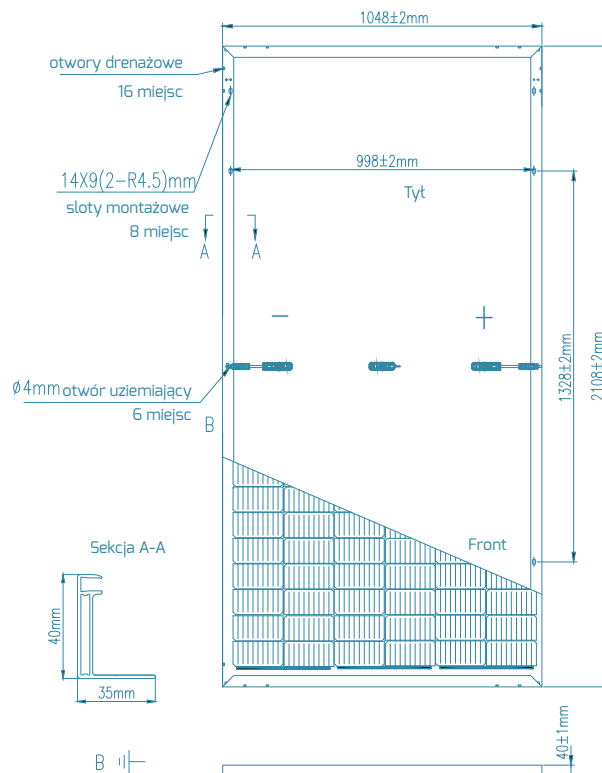 1048±2mm
otwory drenażowe
16 miejsc
998±2mm
14X9(2-R4.5)mm
sloty montażowe
8 miejsc
Tył
A A
− +
1328±2mm
2108±2mm
ø4mm otwór uziemiający
6 miejsc
B
Sekcja A-A
Front
40mm
35mm
B
40±1mm